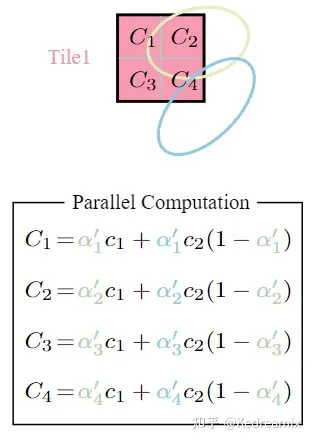 C₁ C₂
Tile1
C₃ C₄
Parallel Computation
C₁=α′₁c₁ + α′₁c₂(1 − α′₁)
C₂=α′₂c₁ + α′₂c₂(1 − α′₂)
C₃=α′₃c₁ + α′₃c₂(1 − α′₃)
C₄=α′₄c₁ + α′₄c₂(1 − α′₄)
知乎 @Kedreamix